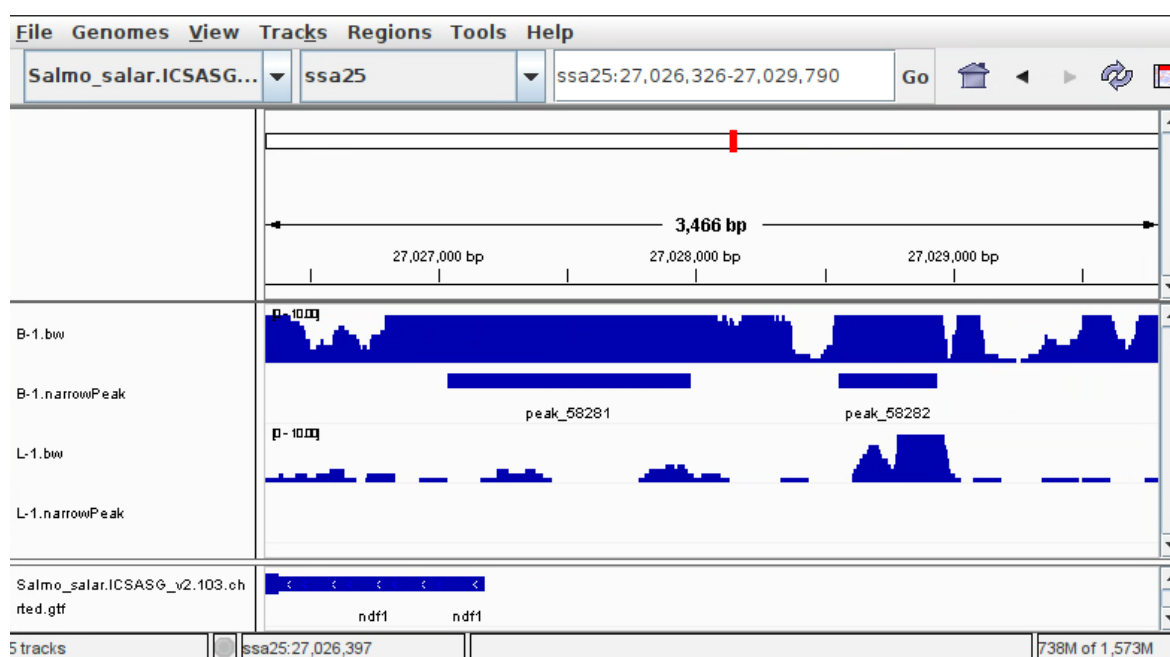 File Genomes View Tracks Regions Tools Help
Salmo_salar.ICSASG... ssa25 ssa25:27,026,326-27,029,790 Go
3,466 bp
27,027,000 bp 27,028,000 bp 27,029,000 bp
[0 - 10.00]
B-1.bw
B-1.narrowPeak
peak_58281 peak_58282
[0 - 10.00]
L-1.bw
L-1.narrowPeak
Salmo_salar.ICSASG_v2.103.ch
rted.gtf
ndf1 ndf1
5 tracks ssa25:27,026,397 738M of 1,573M